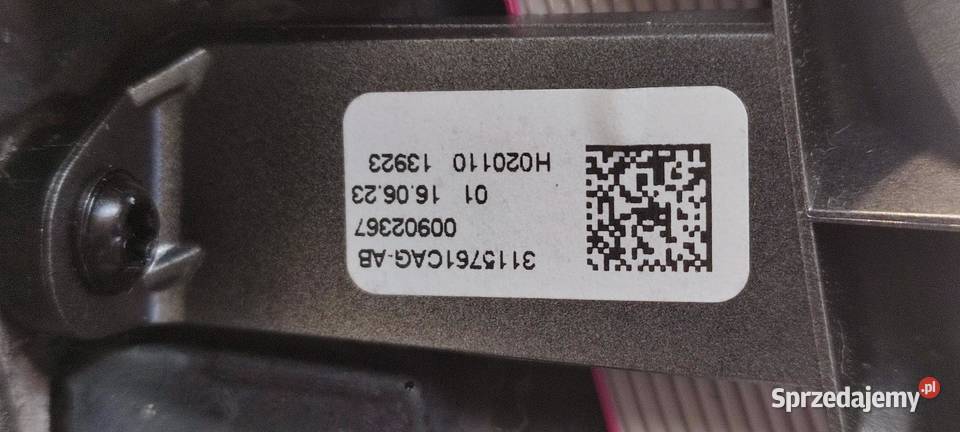 3115761CAG-AB
00902367
01 16.06.23
H020110 13923
Sprzedajemy.pl